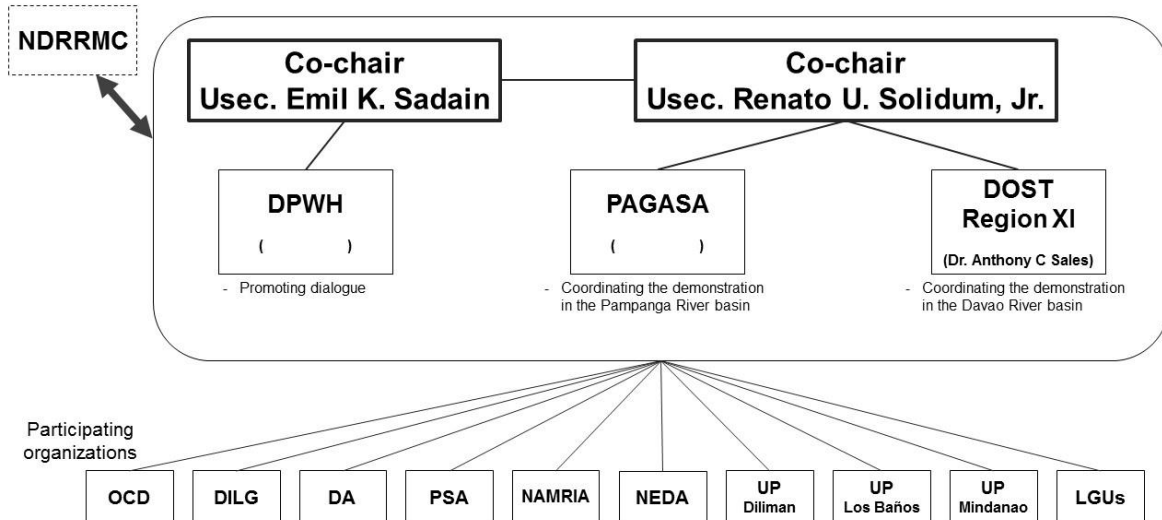 NDRRMC
Co-chair
Usec. Emil K. Sadain
Co-chair
Usec. Renato U. Solidum, Jr.
DPWH
( )
- Promoting dialogue
PAGASA
( )
- Coordinating the demonstration
in the Pampanga River basin
DOST
Region XI
(Dr. Anthony C Sales)
- Coordinating the demonstration
in the Davao River basin
Participating
organizations
OCD
DILG
DA
PSA
NAMRIA
NEDA
UP
Diliman
UP
Los Baños
UP
Mindanao
LGUs